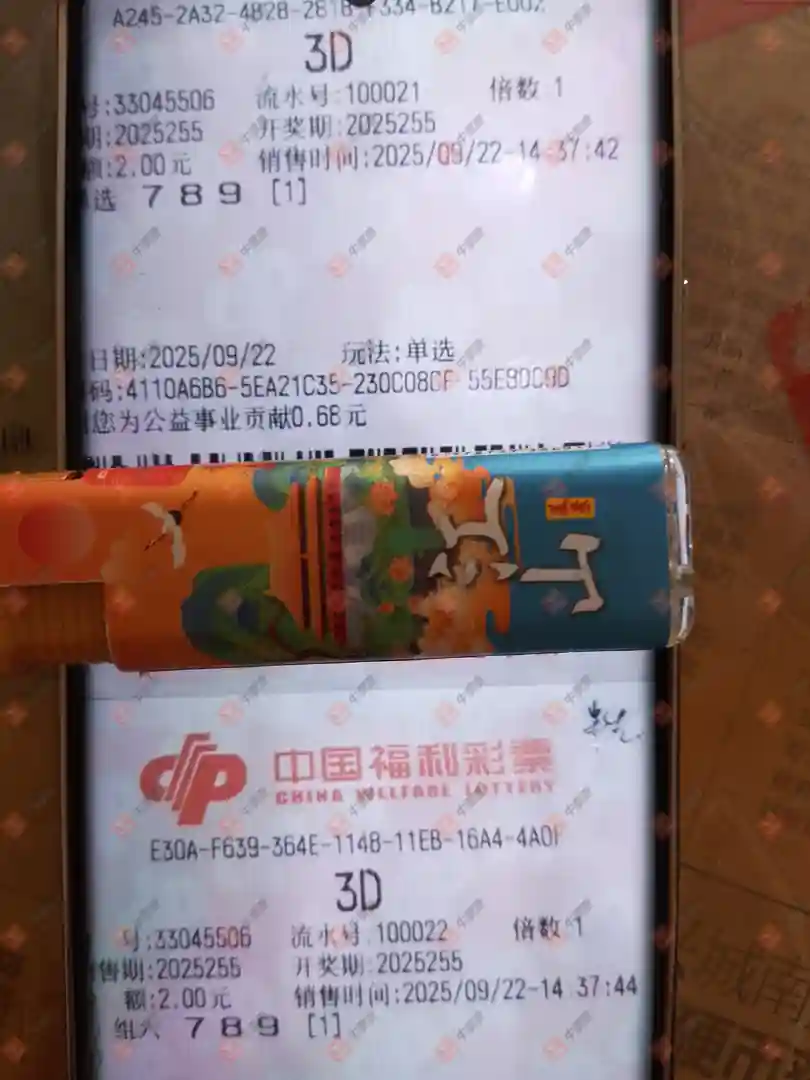 A245-2A32-4828-281B-F334-B217-E002
3D
号:33045506 流水号:100021 倍数 1
期:2025255 开奖期:2025255
额:2.00元 销售时间:2025/09/22-14:37:42
选 7 8 9 [1]
日期:2025/09/22 玩法:单选
码:4110A6B6-5EA21C35-230C08CF-55E9DC9D
您为公益事业贡献0.68元
中国福利彩票
CHINA WELFARE LOTTERY
E30A-F639-364E-1148-11EB-16A4-4A0F
3D
号:33045506 流水号:100022 倍数:1
售期:2025255 开奖期:2025255
额:2.00元 销售时间:2025/09/22-14:37:44
组六 7 8 9 [1]